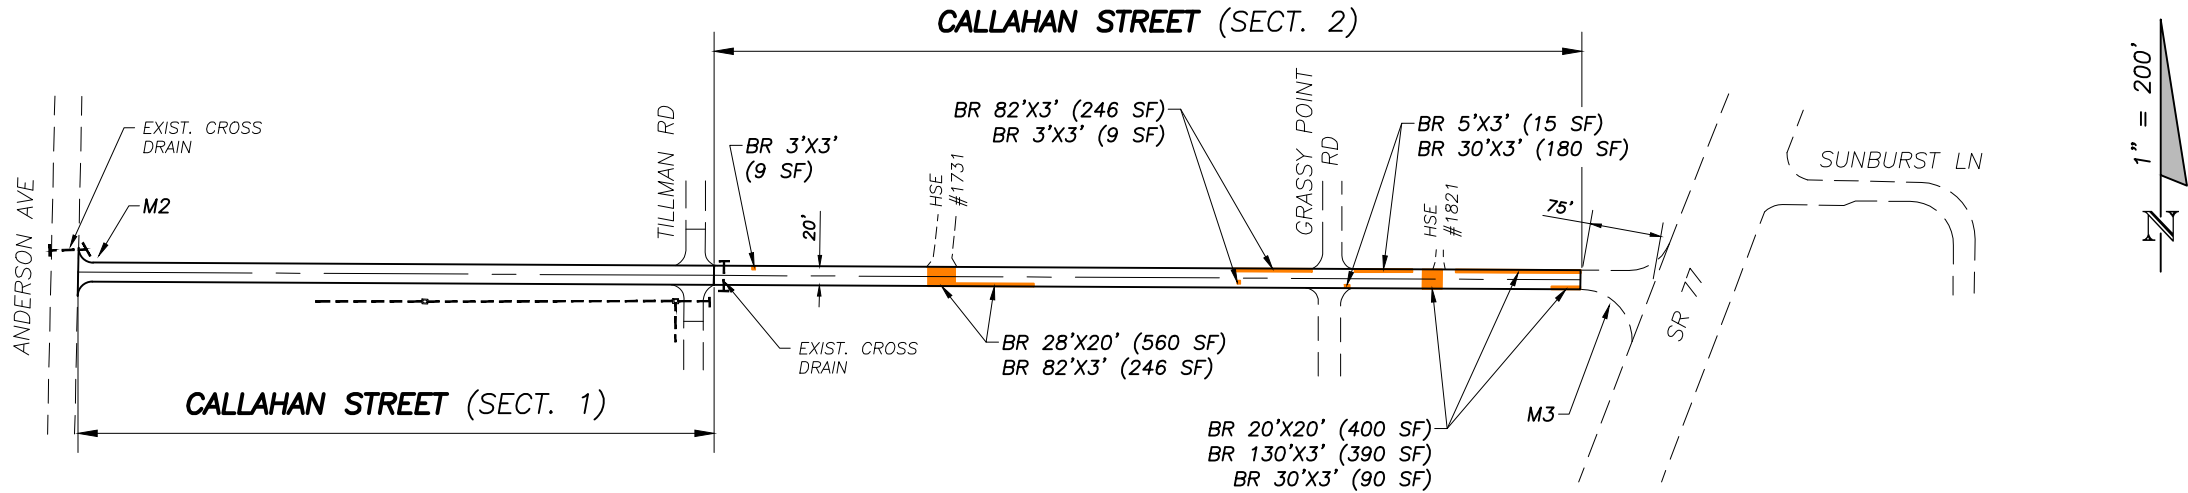 CALLAHAN STREET (SECT. 2)
1" = 200'
N
EXIST. CROSS
DRAIN
M2
ANDERSON AVE
TILLMAN RD
BR 3'X3'
(9 SF)
20'
HSE
#1731
BR 82'X3' (246 SF)
BR 3'X3' (9 SF)
GRASSY POINT
RD
BR 5'X3' (15 SF)
BR 30'X3' (180 SF)
HSE
#1821
75'
SUNBURST LN
SR 77
EXIST. CROSS
DRAIN
BR 28'X20' (560 SF)
BR 82'X3' (246 SF)
CALLAHAN STREET (SECT. 1)
M3
BR 20'X20' (400 SF)
BR 130'X3' (390 SF)
BR 30'X3' (90 SF)